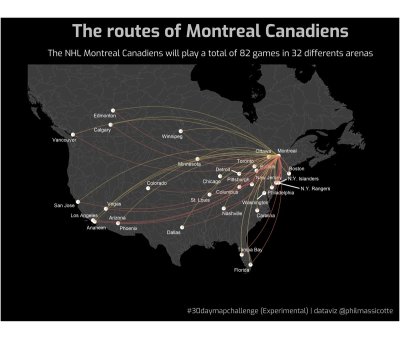 The routes of Montreal Canadiens
The NHL Montreal Canadiens will play a total of 82 games in 32 differents arenas
Edmonton
Calgary
Vancouver
Winnipeg
Ottawa
Montreal
Minnesota
Toronto
Boston
Detroit
Chicago
Pittsburgh
New Jersey
N.Y. Islanders
Colorado
Columbus
N.Y. Rangers
Philadelphia
St. Louis
Washington
San Jose
Vegas
Nashville
Carolina
Los Angeles
Arizona
Anaheim
Phoenix
Dallas
Tampa Bay
Florida
#30daymapchallenge (Experimental) | dataviz @philmassicotte